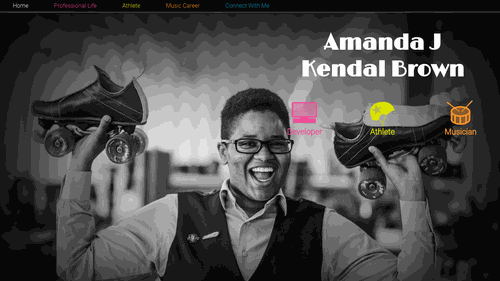 Home Professional Life Athlete Music Career Connect With Me
Amanda J
Kendal Brown
Developer Athlete Musician